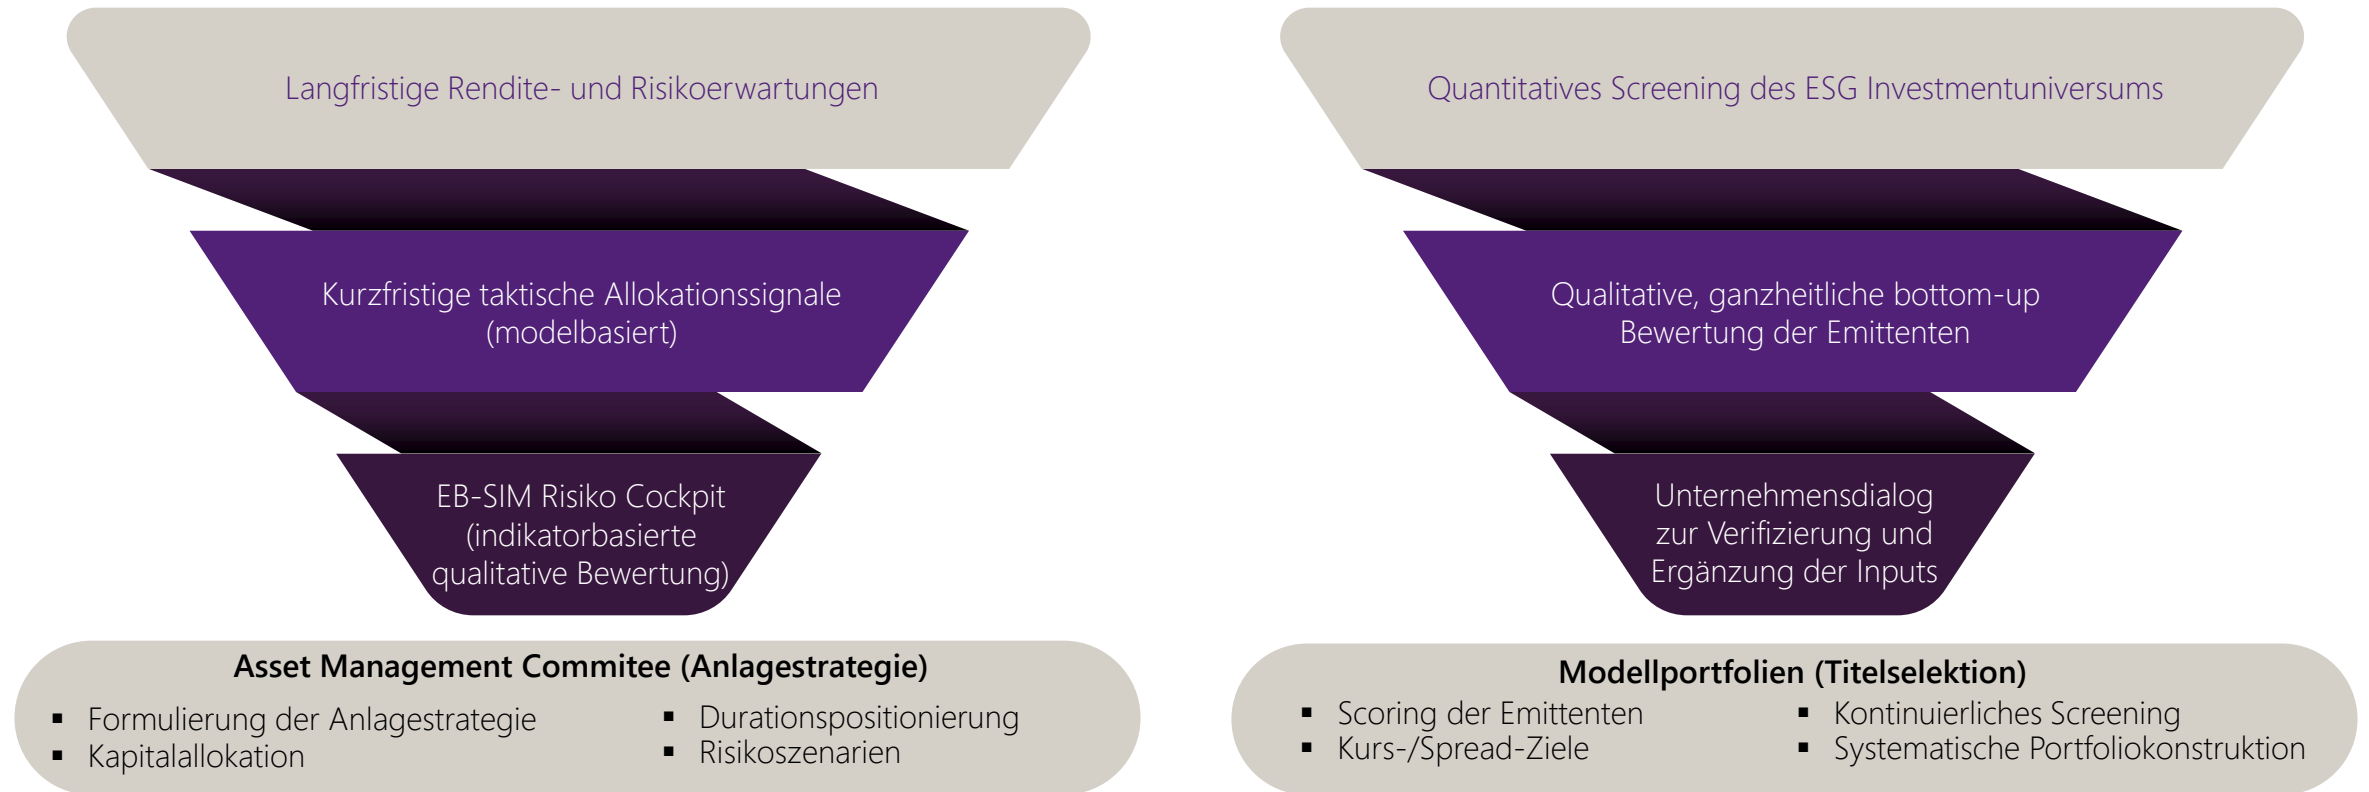 Langfristige Rendite- und Risikoerwartungen
Kurzfristige taktische Allokationssignale
(modelbasiert)
EB-SIM Risiko Cockpit
(indikatorbasierte
qualitative Bewertung)
Asset Management Commitee (Anlagestrategie)
▪ Formulierung der Anlagestrategie
▪ Kapitalallokation
▪ Durationspositionierung
▪ Risikoszenarien
Quantitatives Screening des ESG Investmentuniversums
Qualitative, ganzheitliche bottom-up
Bewertung der Emittenten
Unternehmensdialog
zur Verifizierung und
Ergänzung der Inputs
Modellportfolien (Titelselektion)
▪ Scoring der Emittenten
▪ Kurs-/Spread-Ziele
▪ Kontinuierliches Screening
▪ Systematische Portfoliokonstruktion